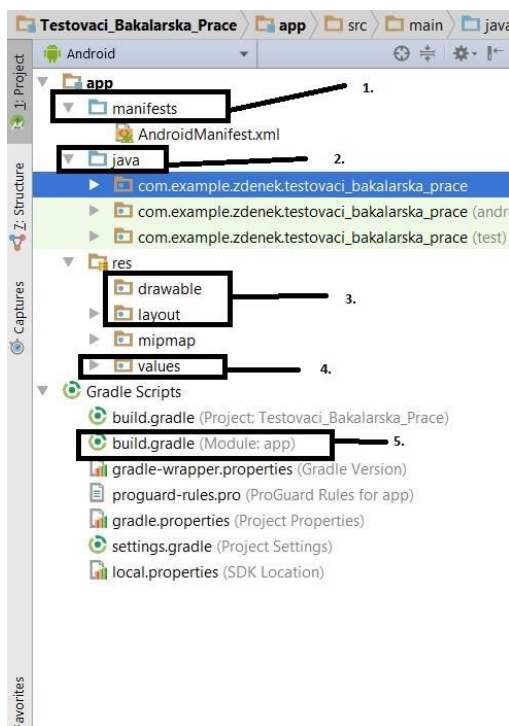 Testovaci_Bakalarska_Prace app src main java
Android
1: Project
Z: Structure
Captures
Favorites
app
manifests
1.
AndroidManifest.xml
java
2.
com.example.zdenek.testovaci_bakalarska_prace
com.example.zdenek.testovaci_bakalarska_prace (andr
com.example.zdenek.testovaci_bakalarska_prace (test)
res
drawable
3.
layout
mipmap
values
4.
Gradle Scripts
build.gradle (Project: Testovaci_Bakalarska_Prace)
build.gradle (Module: app)
5.
gradle-wrapper.properties (Gradle Version)
proguard-rules.pro (ProGuard Rules for app)
gradle.properties (Project Properties)
settings.gradle (Project Settings)
local.properties (SDK Location)